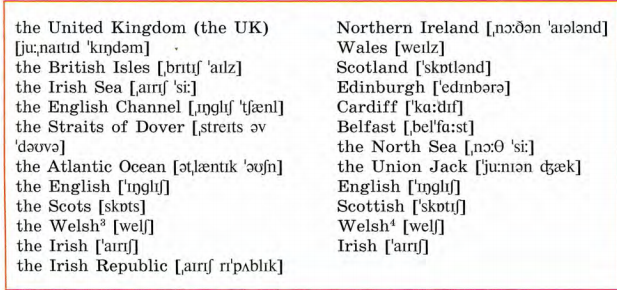 the United Kingdom (the UK)
[juːˌnaɪtɪd ˈkɪŋdəm]
the British Isles [ˌbrɪtɪʃ ˈaɪlz]
the Irish Sea [ˌaɪrɪʃ ˈsiː]
the English Channel [ˌɪŋglɪʃ ˈtʃænl]
the Straits of Dover [ˌstreɪts əv
ˈdəʊvə]
the Atlantic Ocean [ətˌlæntɪk ˈəʊʃn]
the English [ˈɪŋglɪʃ]
the Scots [skɒts]
the Welsh³ [welʃ]
the Irish [ˈaɪrɪʃ]
the Irish Republic [ˌaɪrɪʃ rɪˈpʌblɪk]
Northern Ireland [ˌnɔːðən ˈaɪələnd]
Wales [weɪlz]
Scotland [ˈskɒtlənd]
Edinburgh [ˈedɪnbərə]
Cardiff [ˈkɑːdɪf]
Belfast [ˌbelˈfɑːst]
the North Sea [ˌnɔːθ ˈsiː]
the Union Jack [ˈjuːnɪən ʤæk]
English [ˈɪŋglɪʃ]
Scottish [ˈskɒtɪʃ]
Welsh⁴ [welʃ]
Irish [ˈaɪrɪʃ]